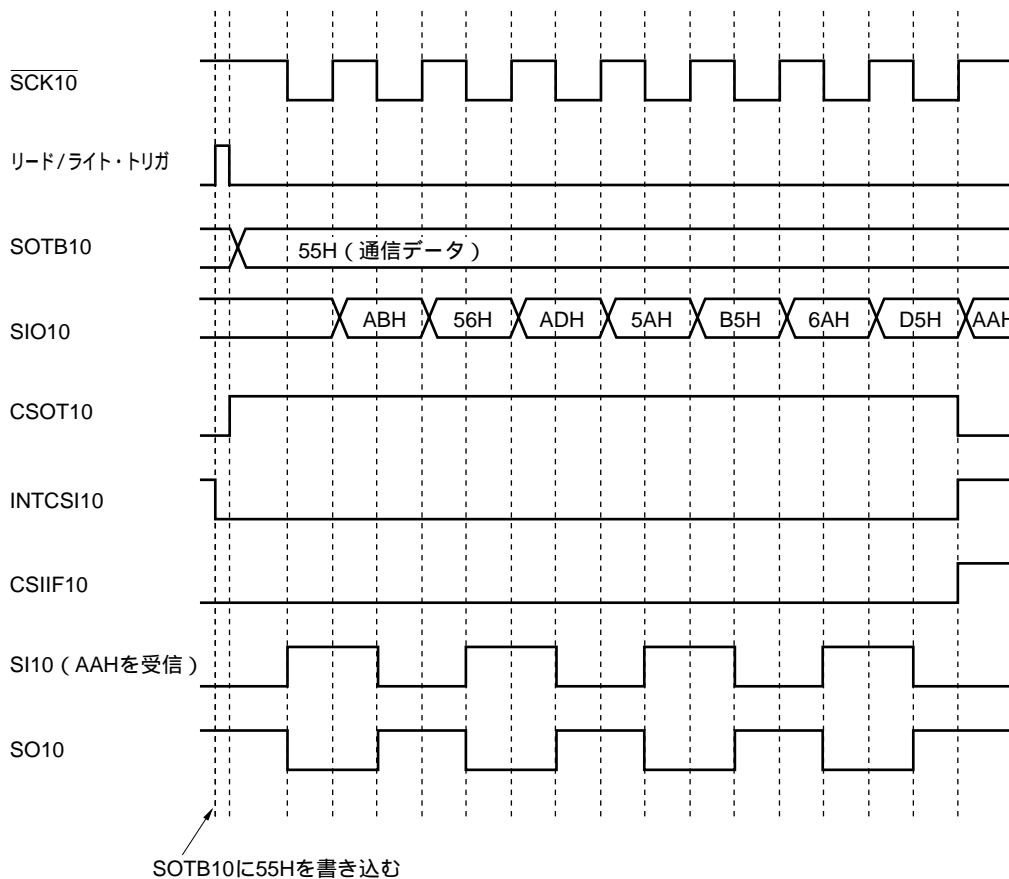 SCK10
リード/ライト・トリガ
SOTB10
55H(通信データ)
SIO10
ABH 56H ADH 5AH B5H 6AH D5H AAH
CSOT10
INTCSI10
CSIIF10
SI10(AAHを受信)
SO10
SOTB10に55Hを書き込む